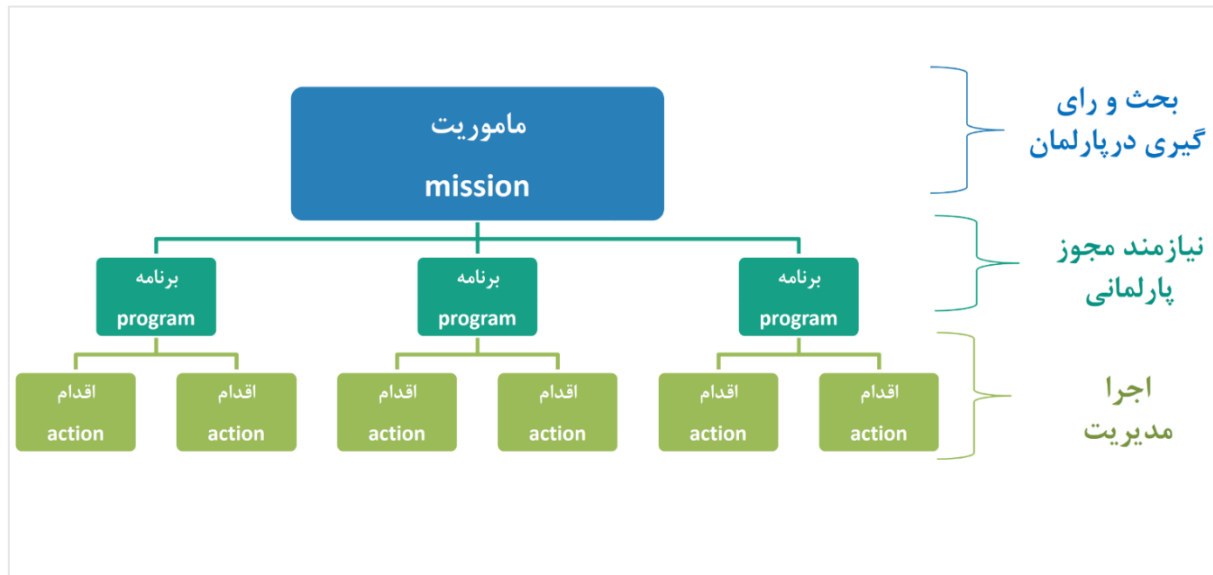 بحث و رای
گیری درپارلمان
ماموریت
mission
نیازمند مجوز
پارلمانی
برنامه
program
برنامه
program
برنامه
program
اجرا
مدیریت
اقدام
action
اقدام
action
اقدام
action
اقدام
action
اقدام
action
اقدام
action